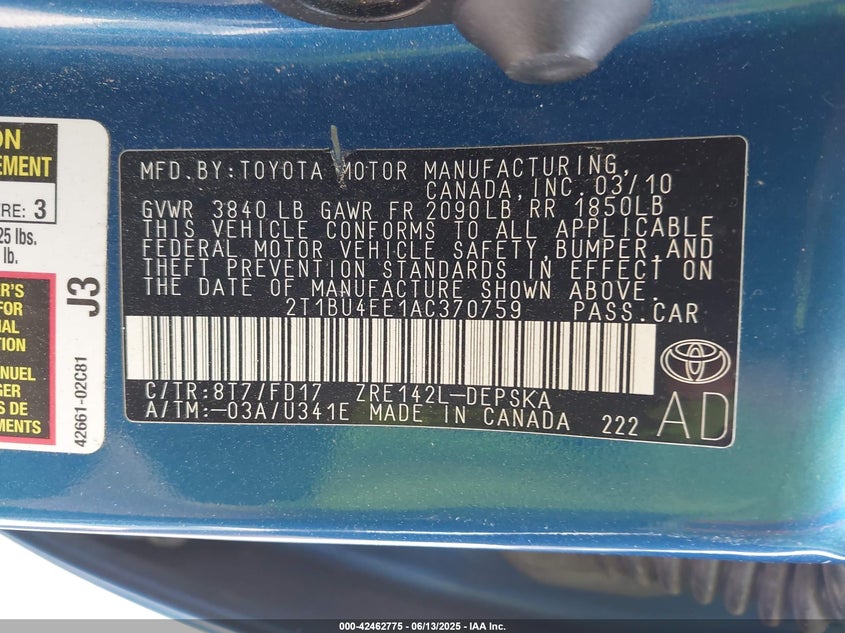 ON
EMENT
RE: 3
25 lbs.
lb.
R'S
FOR
AL
TION
NUEL
GER
S DE
MENTS
J3
42661-02C81
MFD.BY:TOYOTA MOTOR MANUFACTURING,
CANADA,INC.03/10
GVWR 3840LB GAWR FR 2090LB RR 1850LB
THIS VEHICLE CONFORMS TO ALL APPLICABLE
FEDERAL MOTOR VEHICLE SAFETY,BUMPER,AND
THEFT PREVENTION STANDARDS IN EFFECT ON
THE DATE OF MANUFACTURE SHOWN ABOVE.
2T1BU4EE1AC370759 PASS.CAR
C/TR:8T7/FD17 ZRE142L-DEPSKA
A/TM:-03A/U341E MADE IN CANADA 222
AD
000-42462775 - 06/13/2025 - IAA Inc.